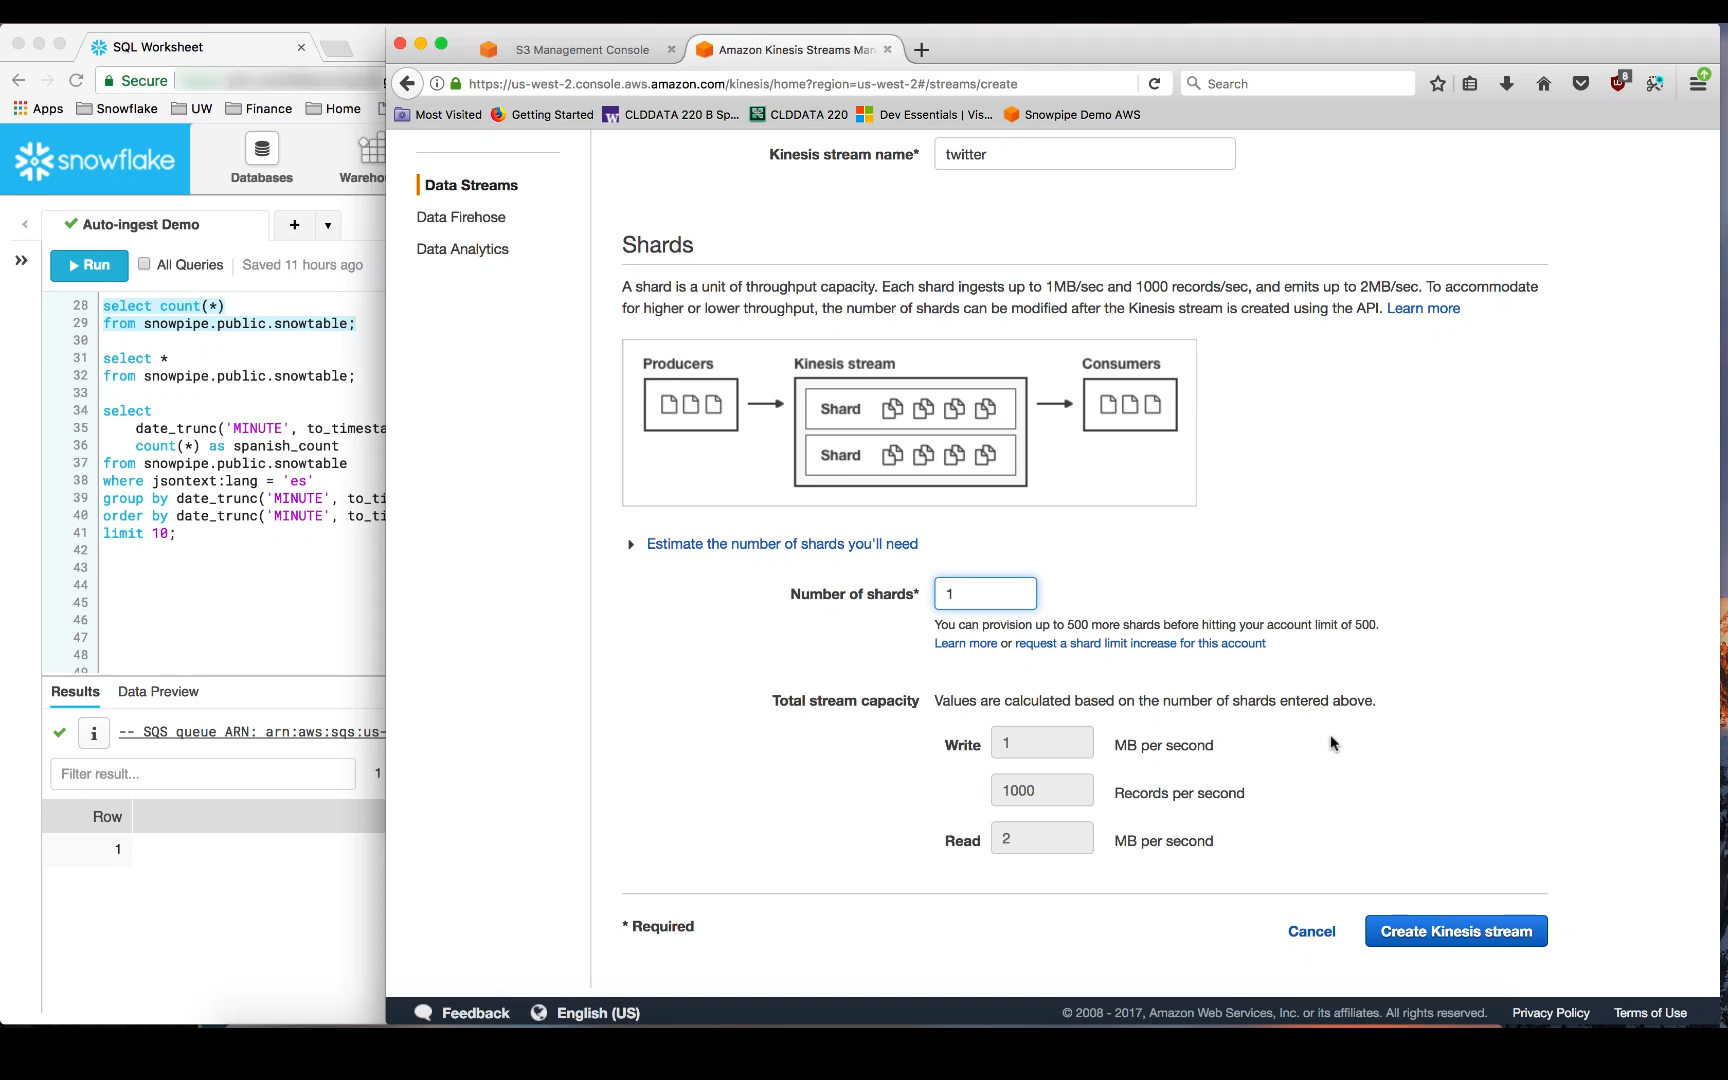 SQL Worksheet
Secure
Apps Snowflake UW Finance Home
snowflake
Databases
Wareho
Auto-ingest Demo
Run All Queries Saved 11 hours ago
28 select count(*)
29 from snowpipe.public.snowtable;
30
31 select *
32 from snowpipe.public.snowtable;
33
34 select
35 date_trunc('MINUTE', to_timesta
36 count(*) as spanish_count
37 from snowpipe.public.snowtable
38 where jsontext:lang = 'es'
39 group by date_trunc('MINUTE', to_ti
40 order by date_trunc('MINUTE', to_ti
41 limit 10;
42
43
44
45
46
47
48
49
Results Data Preview
-- SQS queue ARN: arn:aws:sqs:us-
Filter result... 1
Row
1
S3 Management Console
Amazon Kinesis Streams Man
https://us-west-2.console.aws.amazon.com/kinesis/home?region=us-west-2#/streams/create
Search
8
Most Visited Getting Started CLDDATA 220 B Sp... CLDDATA 220 Dev Essentials | Vis... Snowpipe Demo AWS
Data Streams
Data Firehose
Data Analytics
Kinesis stream name* twitter
Shards
A shard is a unit of throughput capacity. Each shard ingests up to 1MB/sec and 1000 records/sec, and emits up to 2MB/sec. To accommodate
for higher or lower throughput, the number of shards can be modified after the Kinesis stream is created using the API. Learn more
Producers Kinesis stream Consumers
Shard
Shard
Estimate the number of shards you'll need
Number of shards* 1
You can provision up to 500 more shards before hitting your account limit of 500.
Learn more or request a shard limit increase for this account
Total stream capacity Values are calculated based on the number of shards entered above.
Write 1 MB per second
1000 Records per second
Read 2 MB per second
* Required
Cancel Create Kinesis stream
Feedback English (US) © 2008 - 2017, Amazon Web Services, Inc. or its affiliates. All rights reserved. Privacy Policy Terms of Use